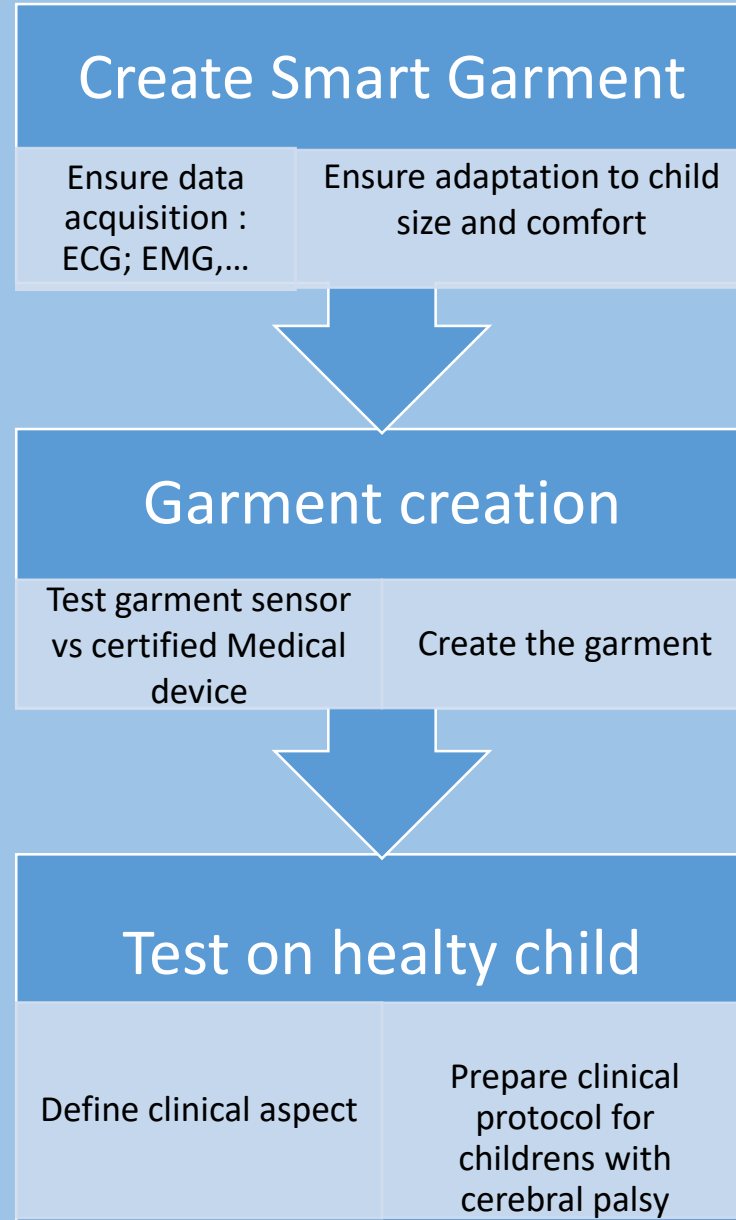 Create Smart Garment
Ensure data
acquisition :
ECG; EMG,...
Ensure adaptation to child
size and comfort
Garment creation
Test garment sensor
vs certified Medical
device
Create the garment
Test on healty child
Define clinical aspect
Prepare clinical
protocol for
childrens with
cerebral palsy